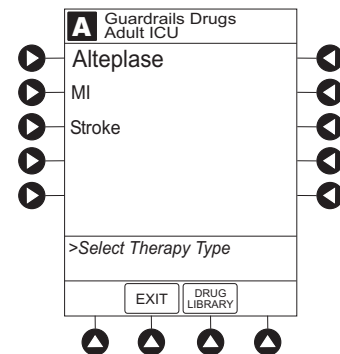 A Guardrails Drugs
Adult ICU
Alteplase
MI
Stroke
>Select Therapy Type
EXIT
DRUG
LIBRARY